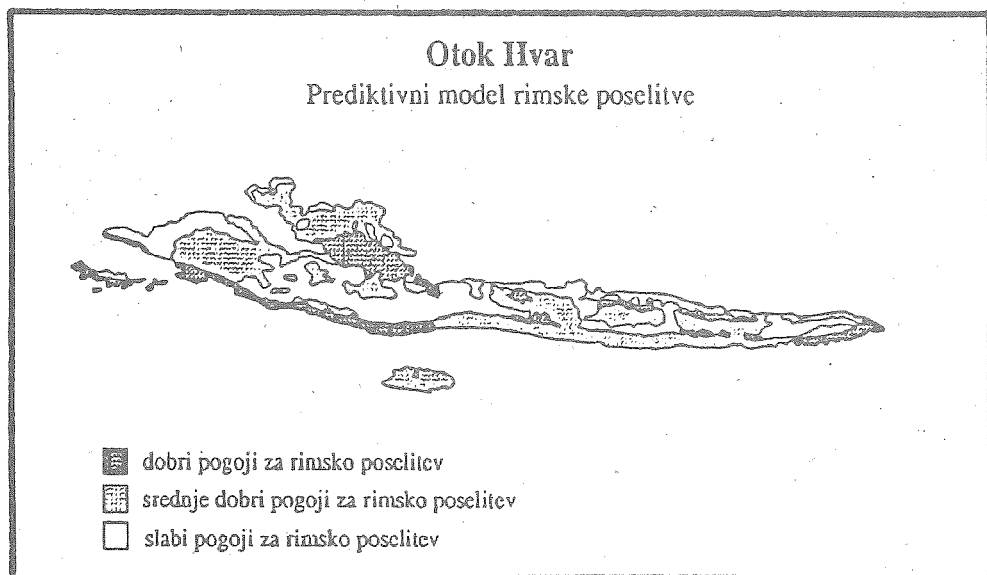 Otok Hvar
Prediktivni model rimske poselitve
dobri pogoji za rimsko poselitev
srednje dobri pogoji za rimsko poselitev
slabi pogoji za rimsko poselitev